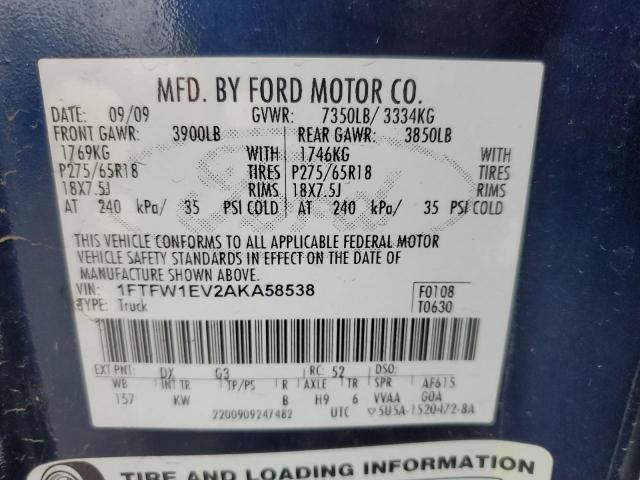 MFD. BY FORD MOTOR CO.
DATE: 09/09 GVWR: 7350LB/ 3334KG
FRONT GAWR: 3900LB REAR GAWR: 3850LB
1769KG WITH 1746KG WITH
P275/65R18 TIRES P275/65R18 TIRES
18X7.5J RIMS 18X7.5J RIMS
AT 240 kPa/ 35 PSI COLD AT 240 kPa/ 35 PSI COLD
THIS VEHICLE CONFORMS TO ALL APPLICABLE FEDERAL MOTOR
VEHICLE SAFETY STANDARDS IN EFFECT ON THE DATE OF
MANUFACTURE SHOWN ABOVE.
VIN: 1FTFW1EV2AKA58538 F0108
TYPE: Truck T0630
EXT PNT: DX G3 RC: 52 DSO:
WB INT TR TP/PS R AXLE TR SPR AF615
157 KW B H9 6 VVAA GOA
2200909247482 UTC 5U5A-1520472-BA
TIRE AND LOADING INFORMATION